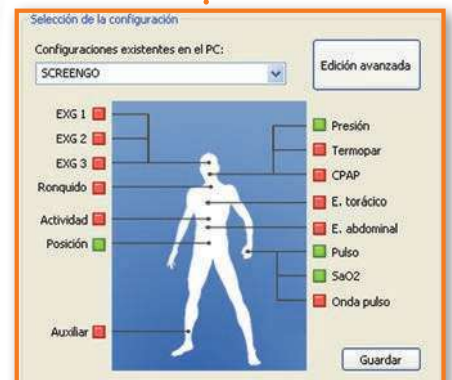 Selección de la configuración
Configuraciones existentes en el PC:
SCREENGO
Edición avanzada
EXG 1
EXG 2
EXG 3
Ronquido
Actividad
Posición
Auxiliar
Presión
Termopar
CPAP
E. torácico
E. abdominal
Pulso
SaO2
Onda pulso
Guardar